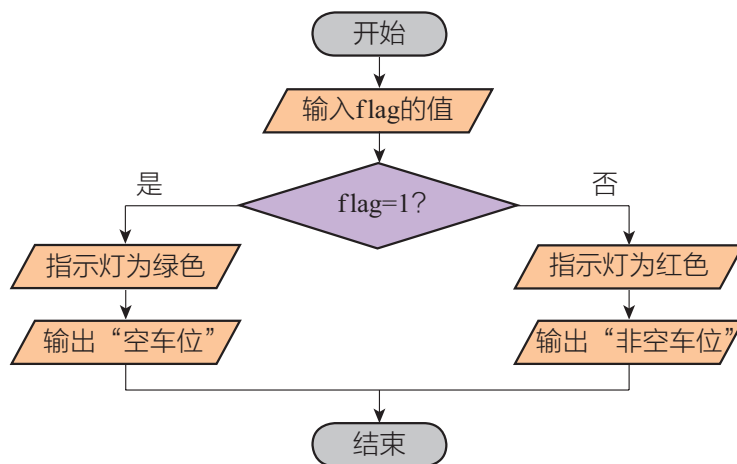 开始
输入flag的值
是
否
flag=1?
指示灯为绿色
指示灯为红色
输出“空车位”
输出“非空车位”
结束